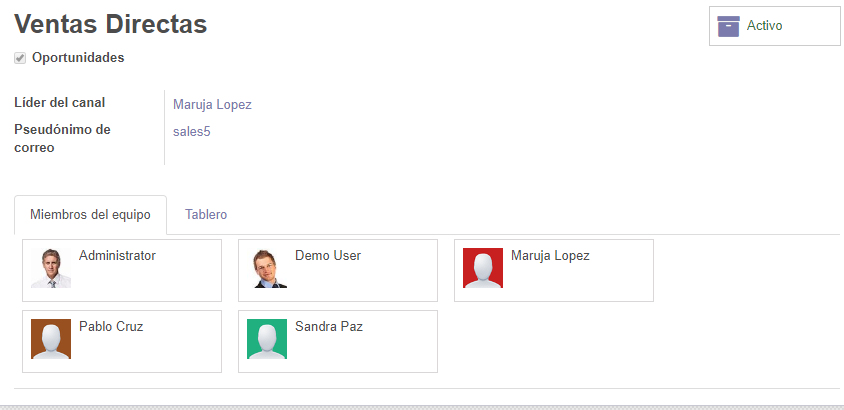 Ventas Directas
Activo
Oportunidades
Líder del canal
Maruja Lopez
Pseudónimo de
correo
sales5
Miembros del equipo
Tablero
Administrator
Demo User
Maruja Lopez
Pablo Cruz
Sandra Paz